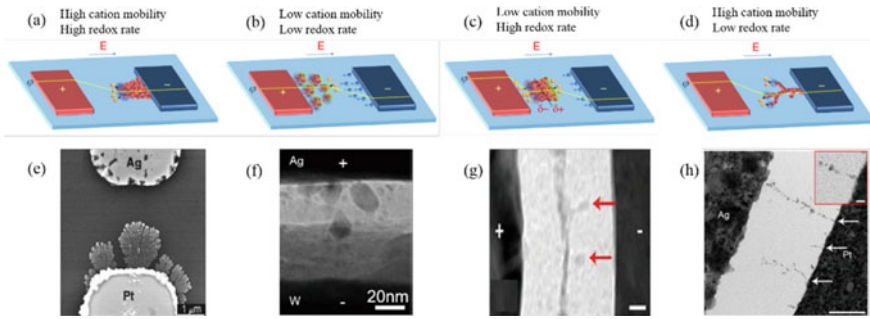 (a) High cation mobility
High redox rate
(b) Low cation mobility
Low redox rate
(c) Low cation mobility
High redox rate
(d) High cation mobility
Low redox rate
E
E
E
E
+
−
+
−
+
−
+
−
(e)
Ag
Pt
1 μm
(f)
Ag
+
W
-
20nm
(g)
+
-
(h)
Ag
Pt